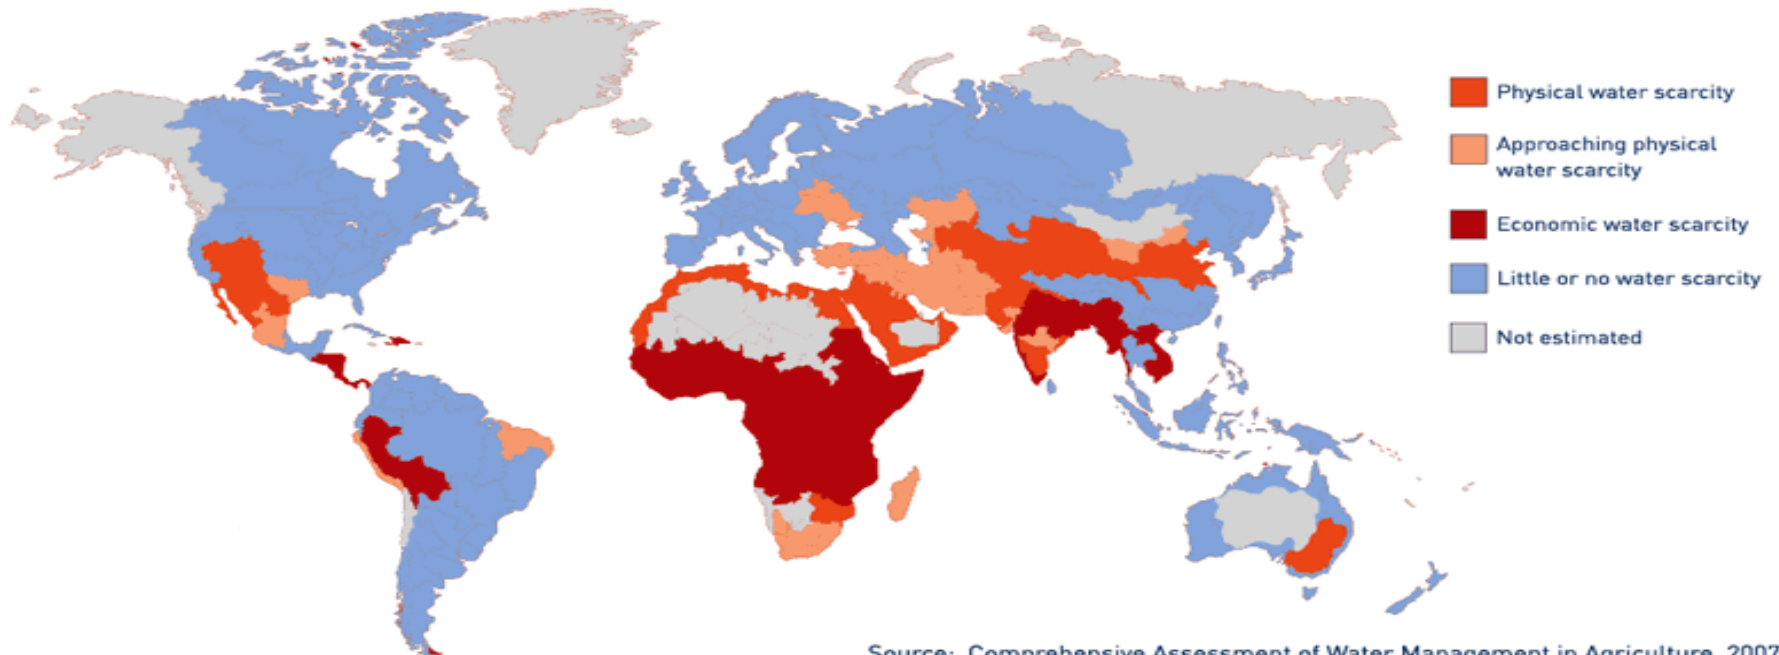 Physical water scarcity
Approaching physical
water scarcity
Economic water scarcity
Little or no water scarcity
Not estimated
Source: Comprehensive Assessment of Water Management in Agriculture, 2007